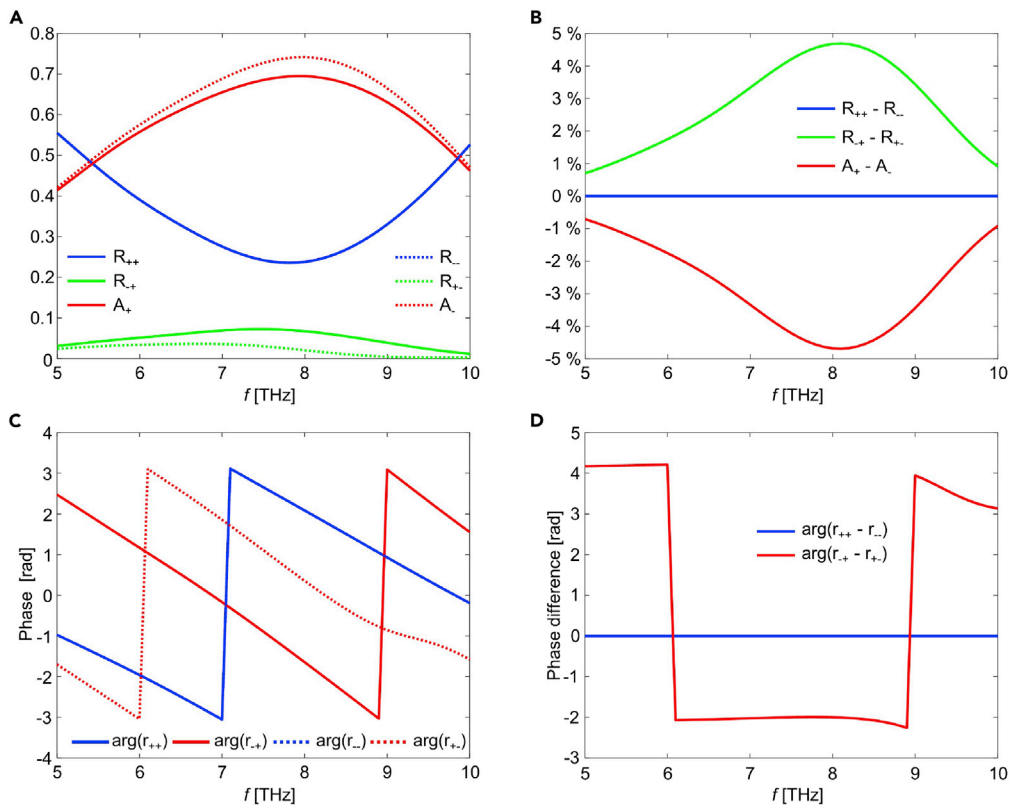 A
0.8
0.7
0.6
0.5
0.4
0.3
0.2
0.1
0
R++
R-+
A+
R--
R+-
A-
5 6 7 8 9 10
f [THz]
B
5 %
4 %
3 %
2 %
1 %
0 %
-1 %
-2 %
-3 %
-4 %
-5 %
R++ - R--
R-+ - R+-
A+ - A-
5 6 7 8 9 10
f [THz]
C
Phase [rad]
4
3
2
1
0
-1
-2
-3
-4
arg(r++) arg(r-+) arg(r--) arg(r+-)
5 6 7 8 9 10
f [THz]
D
Phase difference [rad]
5
4
3
2
1
0
-1
-2
-3
arg(r++ - r--)
arg(r-+ - r+-)
5 6 7 8 9 10
f [THz]